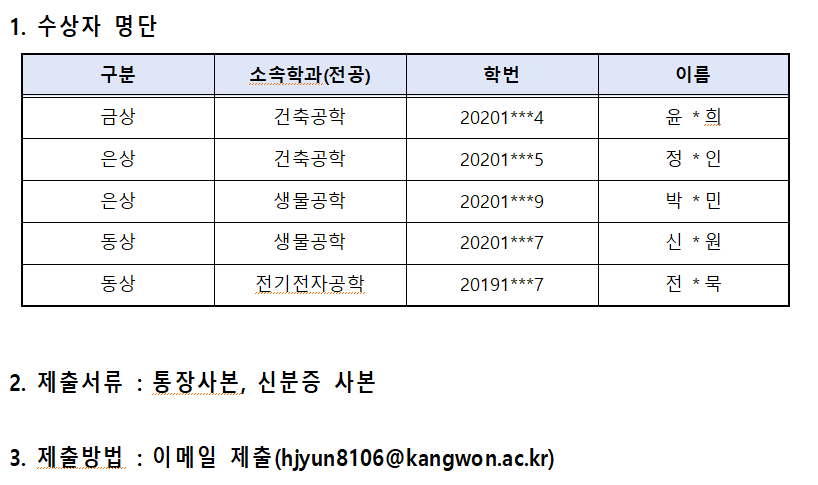 1. 수상자 명단
구분 소속학과(전공) 학번 이름
금상 건축공학 20201***4 윤 * 희
은상 건축공학 20201***5 정 * 인
은상 생물공학 20201***9 박 * 민
동상 생물공학 20201***7 신 * 원
동상 전기전자공학 20191***7 전 * 묵
2. 제출서류 : 통장사본, 신분증 사본
3. 제출방법 : 이메일 제출(hjyun8106@kangwon.ac.kr)